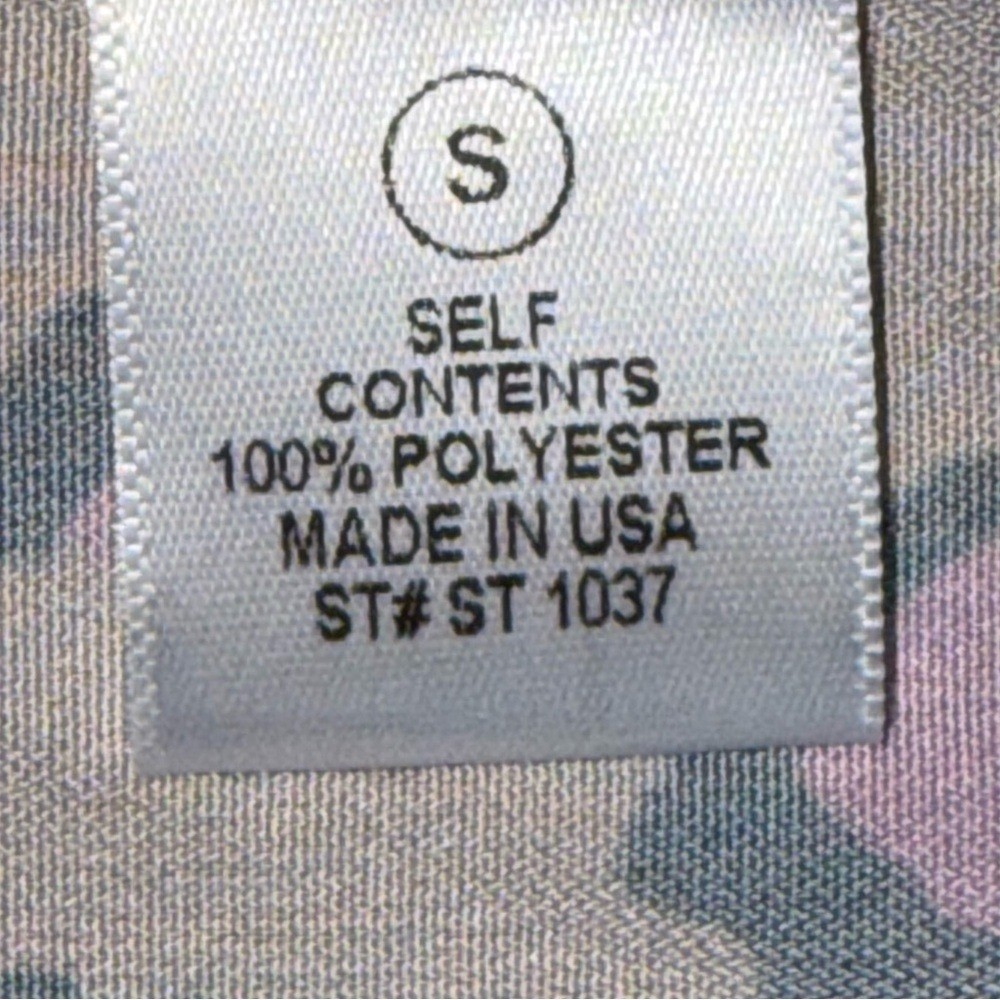 S
SELF
CONTENTS
100% POLYESTER
MADE IN USA
ST# ST 1037